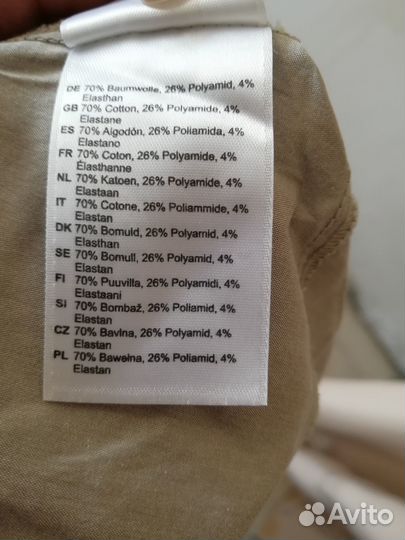 DE 70% Baumwolle, 26% Polyamid, 4%
Elasthan
GB 70% Cotton, 26% Polyamide, 4%
Elastane
ES 70% Algodón, 26% Poliamida, 4%
Elastano
FR 70% Coton, 26% Polyamide, 4%
Élasthanne
NL 70% Katoen, 26% Polyamide, 4%
Elastaan
IT 70% Cotone, 26% Poliammide, 4%
Elastan
DK 70% Bomuld, 26% Polyamid, 4%
Elasthan
SE 70% Bomull, 26% Polyamid, 4%
Elastan
FI 70% Puuvilla, 26% Polyamidi, 4%
Elastaani
SI 70% Bombaž, 26% Poliamid, 4%
Elastan
CZ 70% Bavlna, 26% Polyamid, 4%
Elastan
PL 70% Bawełna, 26% Poliamid, 4%
Elastan
Avito